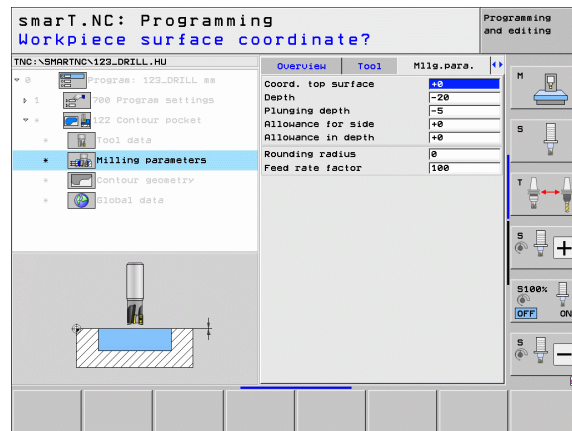 smarT.NC: Programming
Workpiece surface coordinate?
Programming
and editing
TNC:\SMARTNC\123_DRILL.HU
0 Program: 123_DRILL mm
1 700 Program settings
* 122 Contour pocket
* Tool data
* Milling parameters
* Contour geometry
* Global data
Overview Tool Mllg.para.
Coord. top surface +0
Depth -20
Plunging depth -5
Allowance for side +0
Allowance in depth +0
Rounding radius 0
Feed rate factor 100
M
S
T
S +
S100%
OFF ON
S -